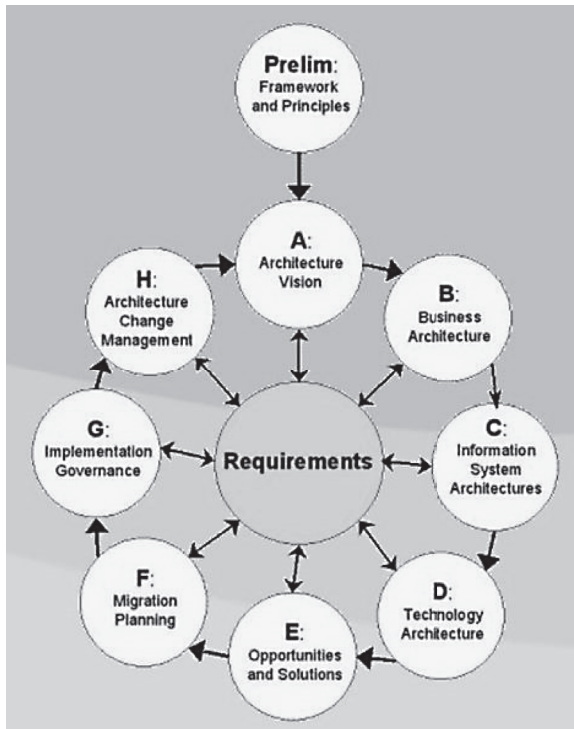 Prelim:
Framework
and Principles
A:
Architecture
Vision
B:
Business
Architecture
C:
Information
System
Architectures
D:
Technology
Architecture
E:
Opportunities
and Solutions
F:
Migration
Planning
G:
Implementation
Governance
H:
Architecture
Change
Management
Requirements